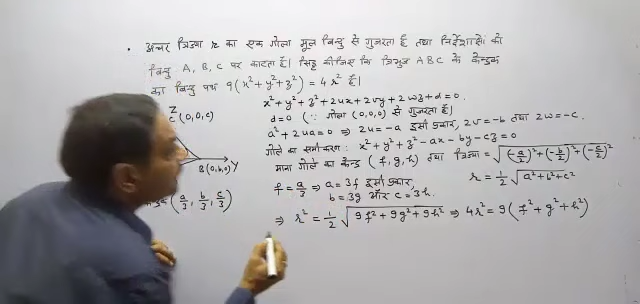 • अचर त्रिज्या r का एक गोला मूल बिन्दु से गुजरता है तथा निर्देशाक्षों को
बिन्दु A, B, C पर काटता है। सिद्ध कीजिए कि त्रिभुज ABC के केन्द्रक
का बिन्दु पथ 9(x²+y²+z²) = 4r² है।
x²+y²+z²+2ux+2vy+2wz+d=0.
d=0 (∵ गोला (0,0,0) से गुजरता है।
a²+2ua=0 ⇒ 2u=-a इसी प्रकार, 2v=-b तथा 2w=-c.
गोले का समीकरण: x²+y²+z²-ax-by-cz=0
माना गोले का केन्द्र (f,g,h) तथा त्रिज्या = √(-a/2)²+(-b/2)²+(-c/2)²
f = a/3 ⇒ a=3f इसी प्रकार,
r = 1/2 √a²+b²+c²
b=3g और c=3h.
⇒ r² = 1/2 √9f²+9g²+9h² ⇒ 4r²=9(f²+g²+h²)
Z
C (0,0,c)
Y
B(0,b,0)
(a/3, b/3, c/3)